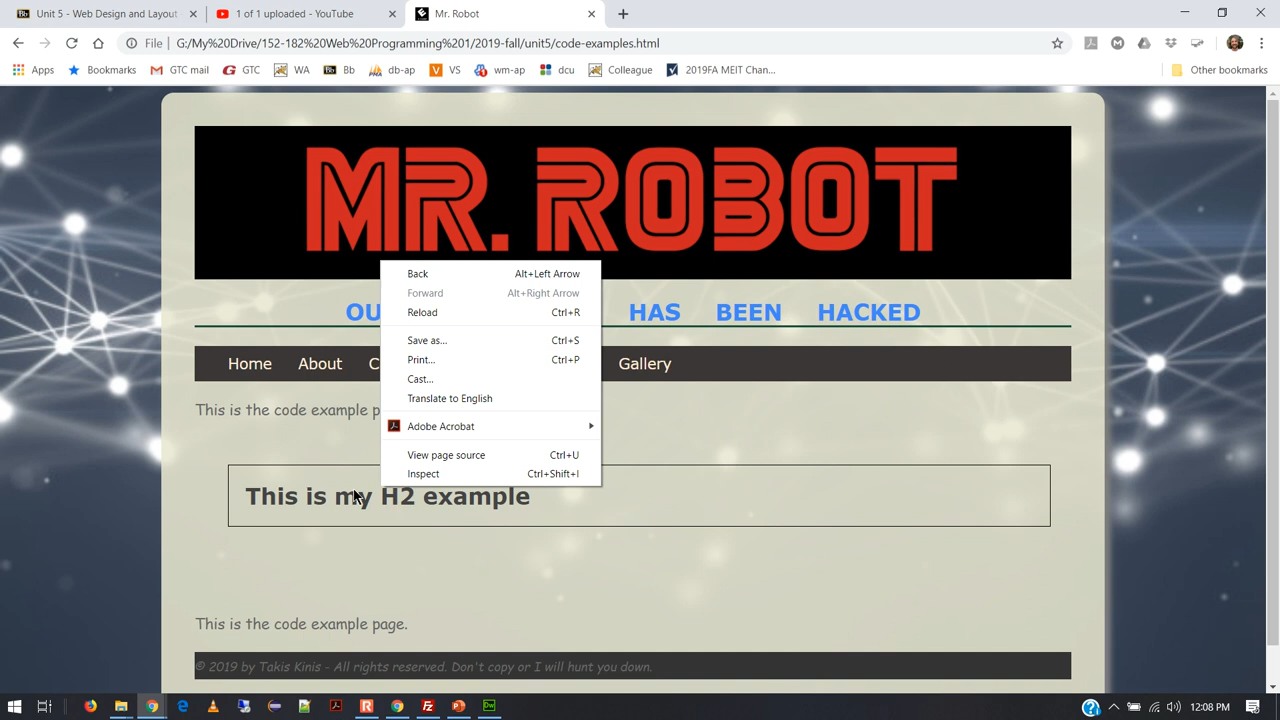 Unit 5 - Web Design and Layout
1 of 1 uploaded - YouTube
Mr. Robot
File
G:/My%20Drive/152-182%20Web%20Programming%201/2019-fall/unit5/code-examples.html
Apps
Bookmarks
GTC mail
GTC
WA
Bb
db-ap
VS
wm-ap
dcu
Colleague
2019FA MEIT Chan...
Other bookmarks
MR. ROBOT
OU HAS BEEN HACKED
Home About C Gallery
This is the code example p
Back Alt+Left Arrow
Forward Alt+Right Arrow
Reload Ctrl+R
Save as... Ctrl+S
Print... Ctrl+P
Cast...
Translate to English
Adobe Acrobat
View page source Ctrl+U
Inspect Ctrl+Shift+I
This is my H2 example
This is the code example page.
© 2019 by Takis Kinis - All rights reserved. Don't copy or I will hunt you down.
12:08 PM